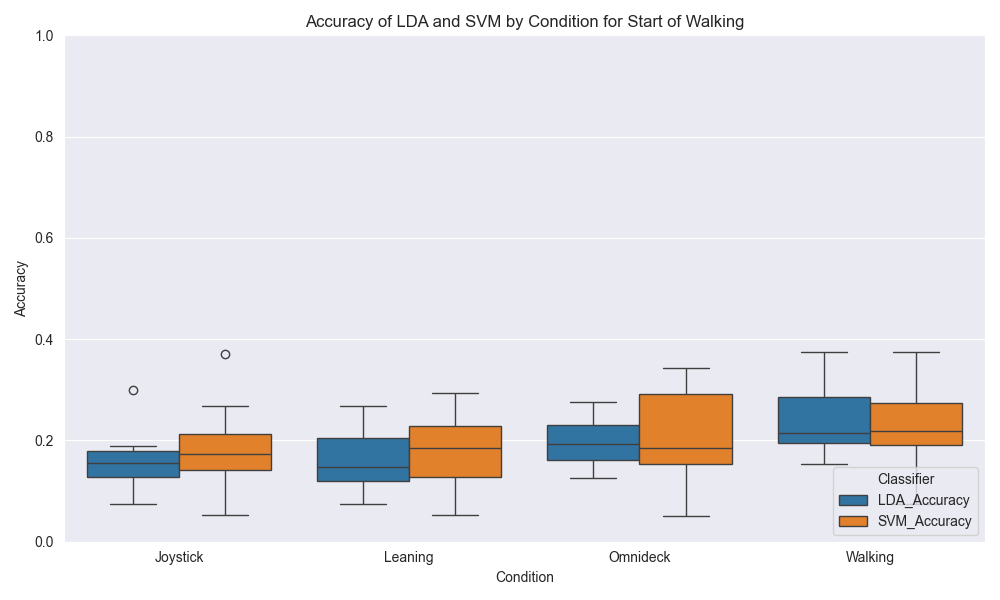 Accuracy of LDA and SVM by Condition for Start of Walking
1.0
0.8
0.6
0.4
0.2
0.0
Accuracy
Joystick
Leaning
Omnideck
Walking
Condition
Classifier
LDA_Accuracy
SVM_Accuracy